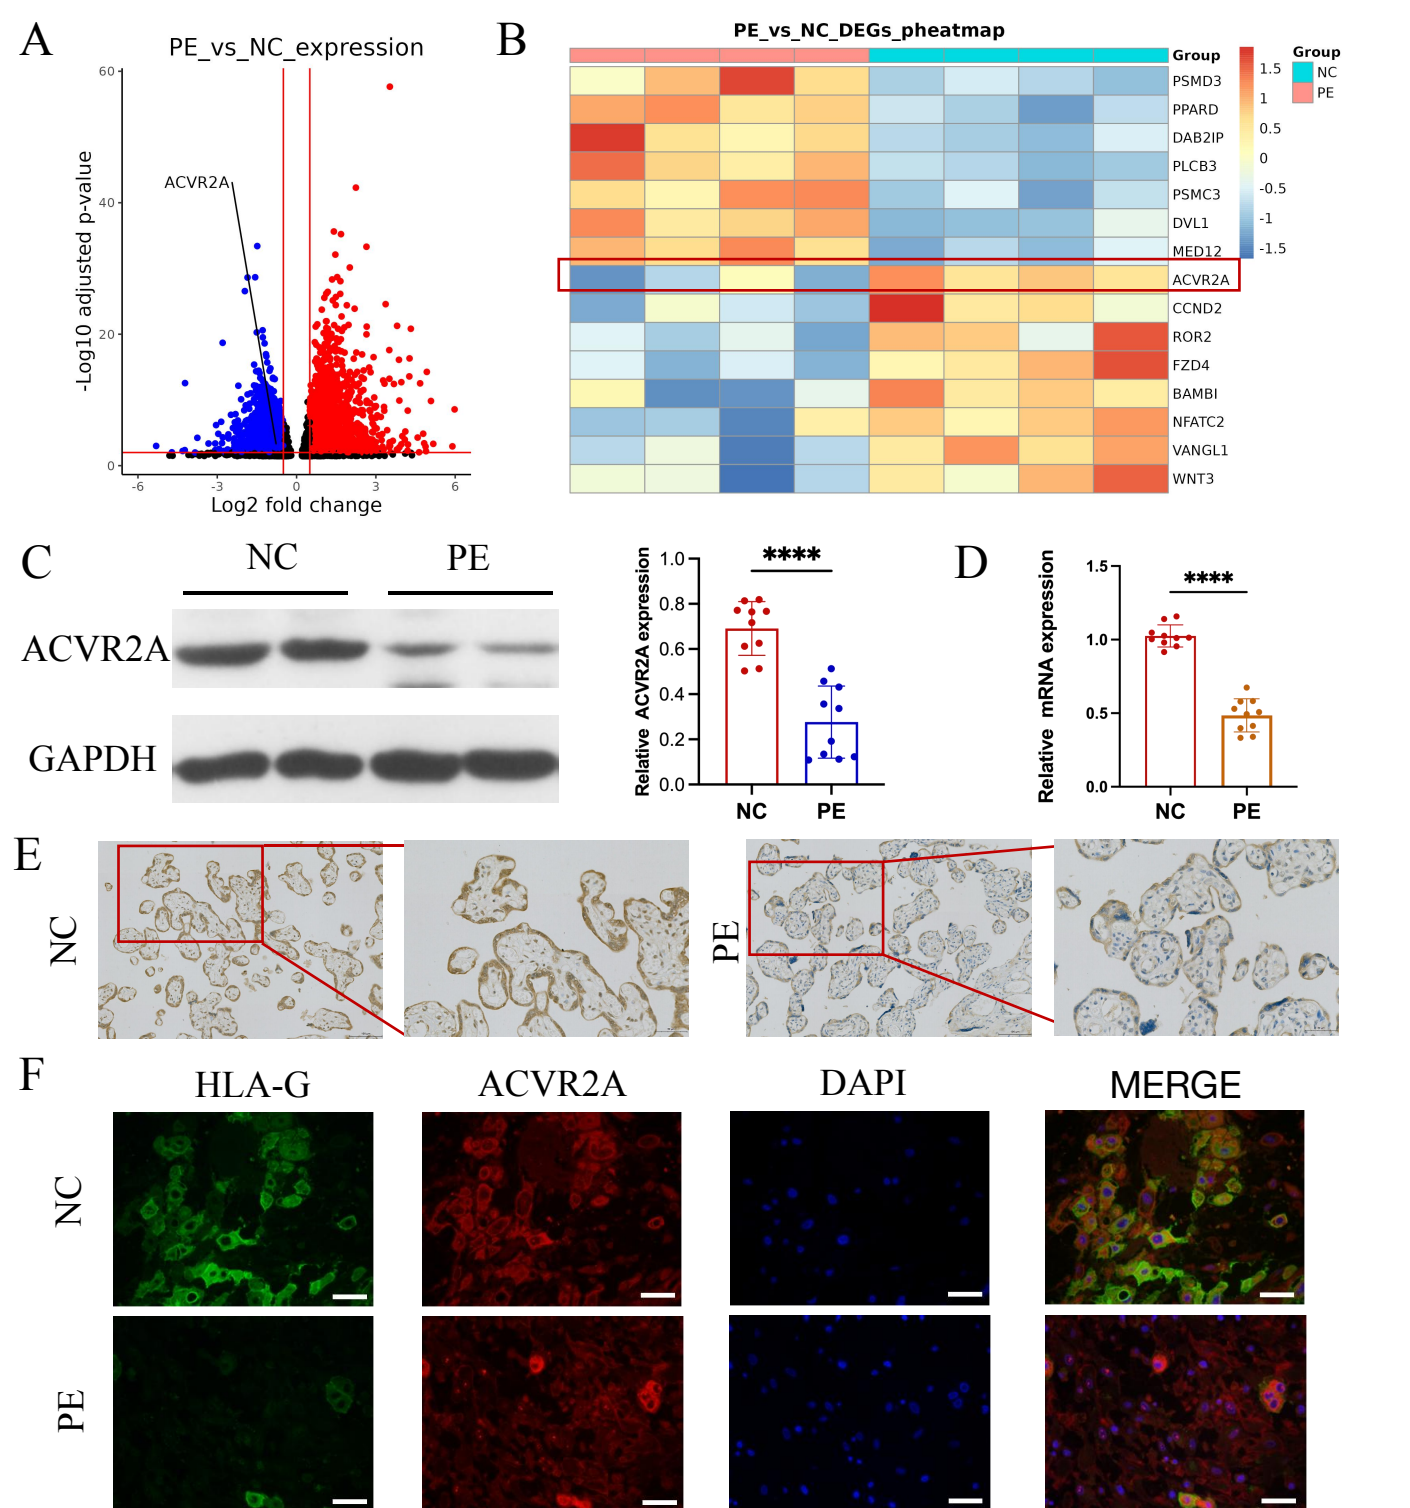 A
PE_vs_NC_expression
-Log10 adjusted p-value
60
40
20
0
ACVR2A
-6 -3 0 3 6
Log2 fold change
B
PE_vs_NC_DEGs_pheatmap
Group
PSMD3
PPARD
DAB2IP
PLCB3
PSMC3
DVL1
MED12
ACVR2A
CCND2
ROR2
FZD4
BAMBI
NFATC2
VANGL1
WNT3
1.5
1
0.5
0
-0.5
-1
-1.5
Group
NC
PE
C
NC PE
ACVR2A
GAPDH
Relative ACVR2A expression
1.0
0.8
0.6
0.4
0.2
0.0
****
NC PE
D
Relative mRNA expression
1.5
1.0
0.5
0.0
****
NC PE
E
NC
PE
F
HLA-G ACVR2A DAPI MERGE
NC
PE